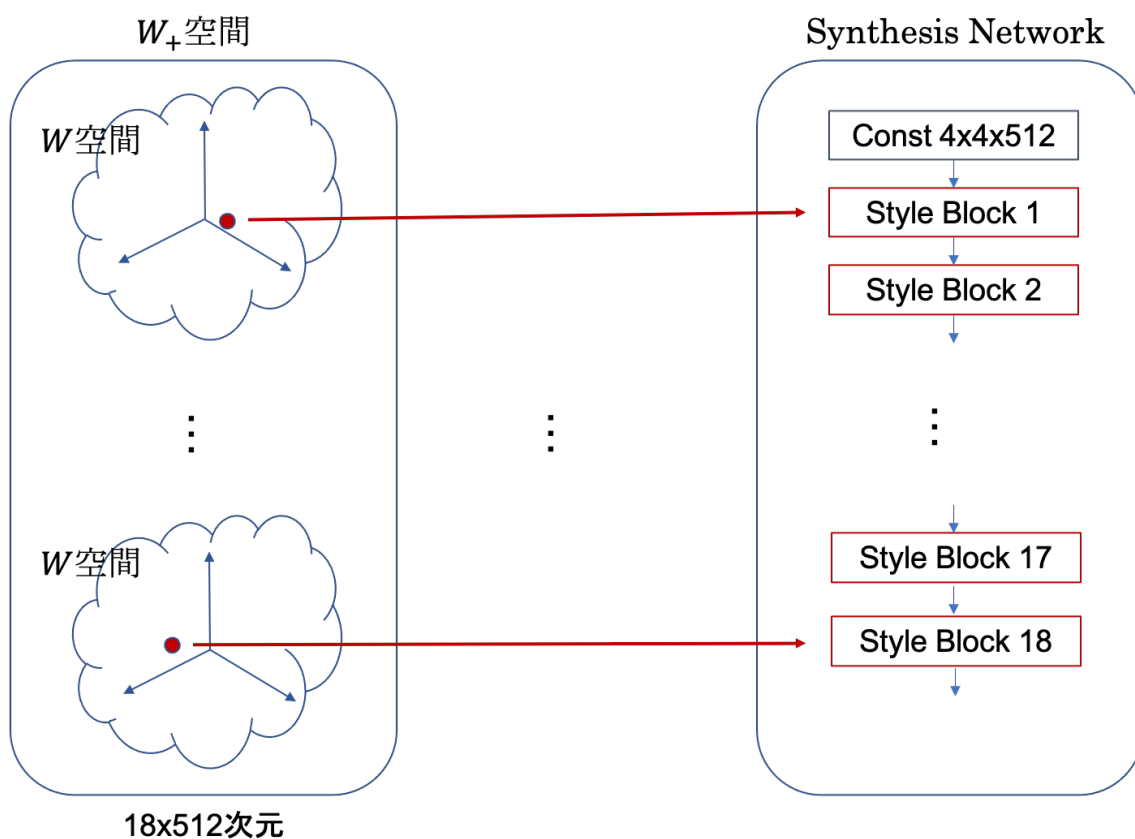 W₊空間
Synthesis Network
W空間
Const 4x4x512
Style Block 1
Style Block 2
⋮
⋮
⋮
W空間
Style Block 17
Style Block 18
18x512次元